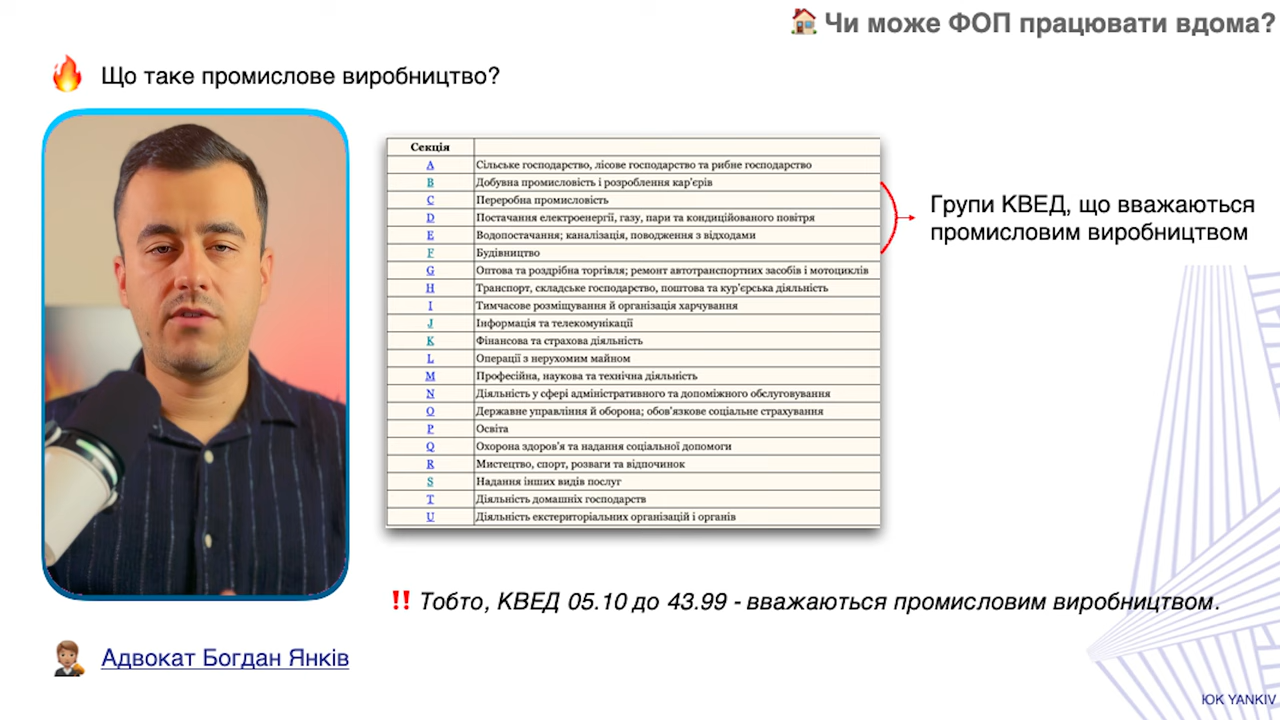 Чи може ФОП працювати вдома?
Що таке промислове виробництво?
Секція
A Сільське господарство, лісове господарство та рибне господарство
B Добувна промисловість і розроблення кар'єрів
C Переробна промисловість
D Постачання електроенергії, газу, пари та кондиційованого повітря
E Водопостачання; каналізація, поводження з відходами
F Будівництво
G Оптова та роздрібна торгівля; ремонт автотранспортних засобів і мотоциклів
H Транспорт, складське господарство, поштова та кур'єрська діяльність
I Тимчасове розміщування й організація харчування
J Інформація та телекомунікації
K Фінансова та страхова діяльність
L Операції з нерухомим майном
M Професійна, наукова та технічна діяльність
N Діяльність у сфері адміністративного та допоміжного обслуговування
O Державне управління й оборона; обов'язкове соціальне страхування
P Освіта
Q Охорона здоров'я та надання соціальної допомоги
R Мистецтво, спорт, розваги та відпочинок
S Надання інших видів послуг
T Діяльність домашніх господарств
U Діяльність екстериторіальних організацій і органів
Групи КВЕД, що вважаються
промисловим виробництвом
‼ Тобто, КВЕД 05.10 до 43.99 - вважаються промисловим виробництвом.
Адвокат Богдан Янків
ЮК YANKIV